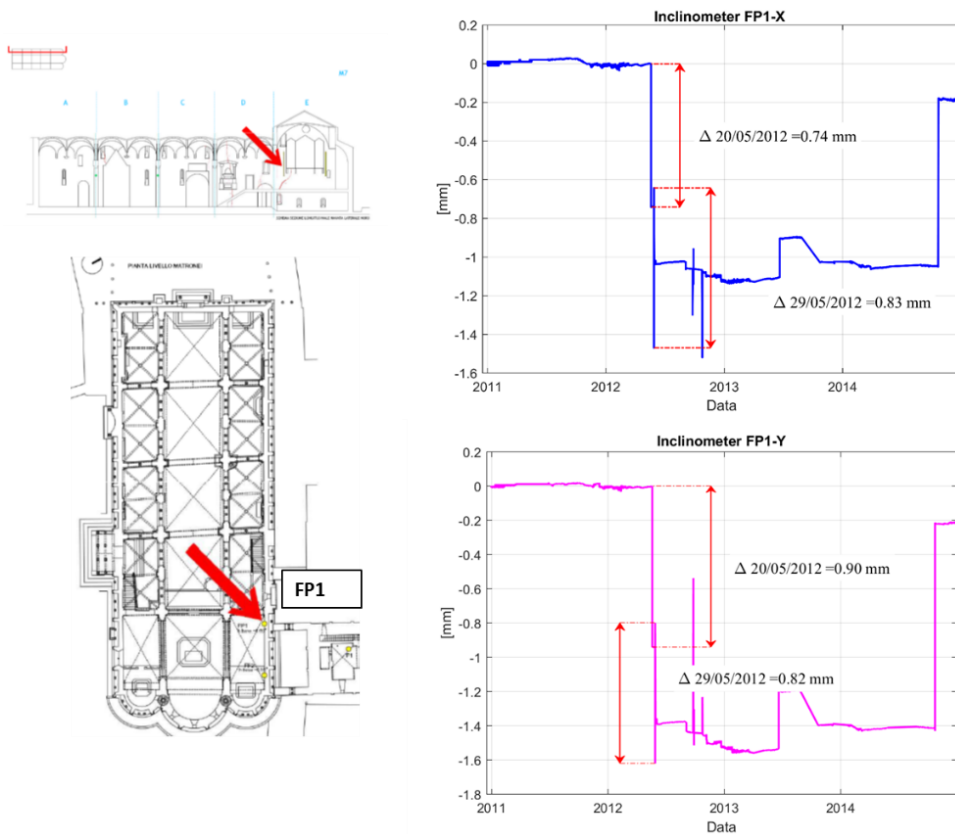 M7
A B C D E
PIANTA LIVELLO MATRONEI
FP1
FP1
Inclinometer FP1-X
0.2
0
-0.2
-0.4
-0.6
-0.8
-1
-1.2
-1.4
-1.6
[mm]
Δ 20/05/2012 =0.74 mm
Δ 29/05/2012 =0.83 mm
2011 2012 2013 2014
Data
Inclinometer FP1-Y
0.2
0
-0.2
-0.4
-0.6
-0.8
-1
-1.2
-1.4
-1.6
-1.8
[mm]
Δ 20/05/2012 =0.90 mm
Δ 29/05/2012 =0.82 mm
2011 2012 2013 2014
Data